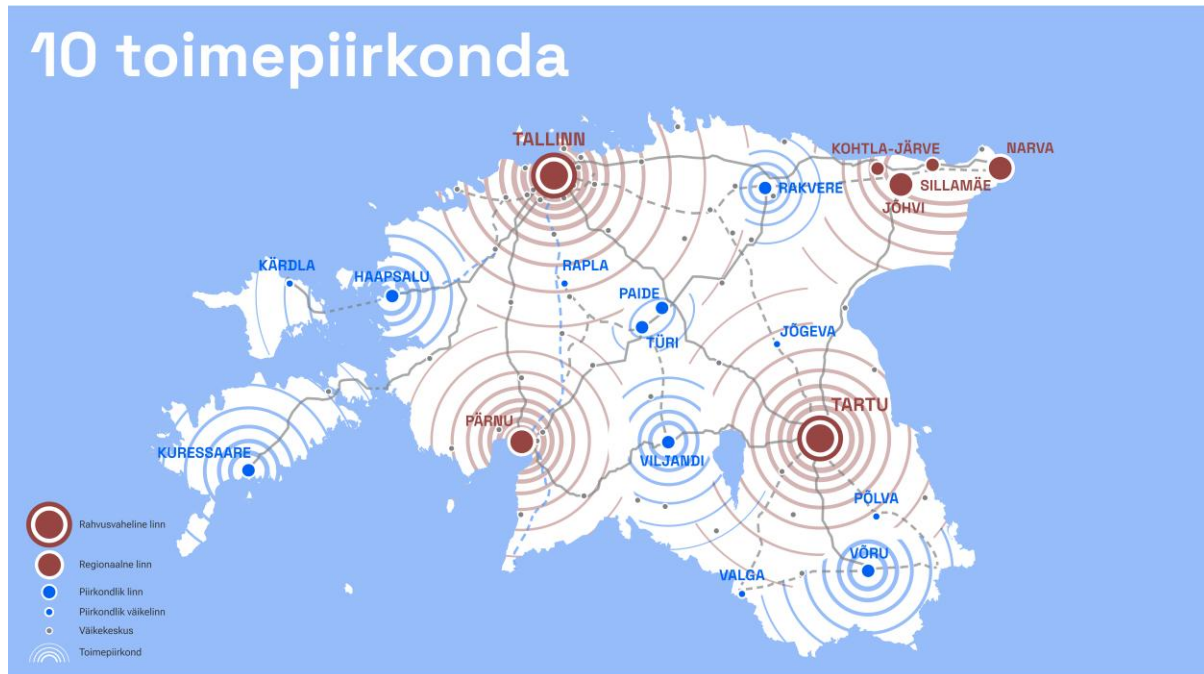 10 toimepiirkonda
TALLINN
KOHTLA-JÄRVE
NARVA
SILLAMÄE
JÕHVI
RAKVERE
KÄRDLA
HAAPSALU
RAPLA
PAIDE
TÜRI
JÕGEVA
PÄRNU
TARTU
KURESSAARE
VILJANDI
PÕLVA
VÕRU
VALGA
Rahvusvaheline linn
Regionaalne linn
Piirkondlik linn
Piirkondlik väikelinn
Väikekeskus
Toimepiirkond